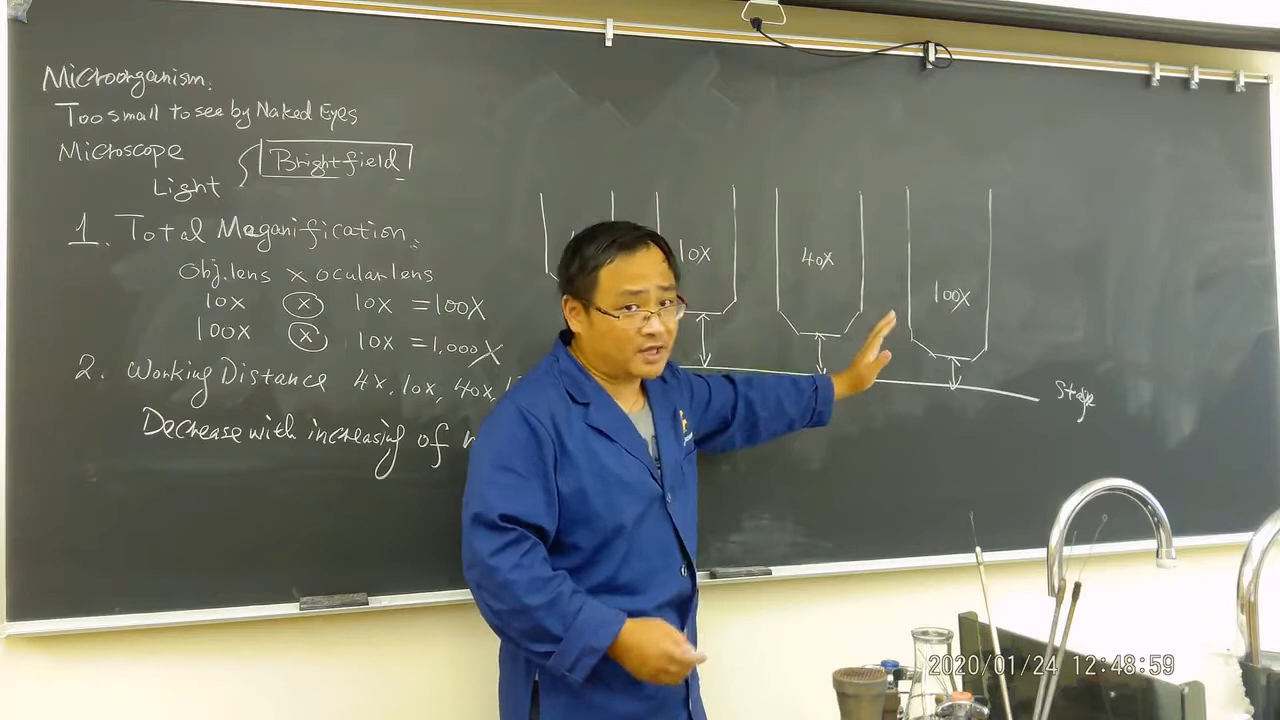 Microorganism.
Too small to see by Naked Eyes
Microscope
Light
Brightfield
1. Total Meganification:
Obj.lens x ocular lens
10x x 10x = 100x
100x x 10x = 1,000x
2. Working Distance 4x, 10x, 40x,
Decrease with increasing of
10x
40x
100x
Stage
2020/01/24 12:48:59